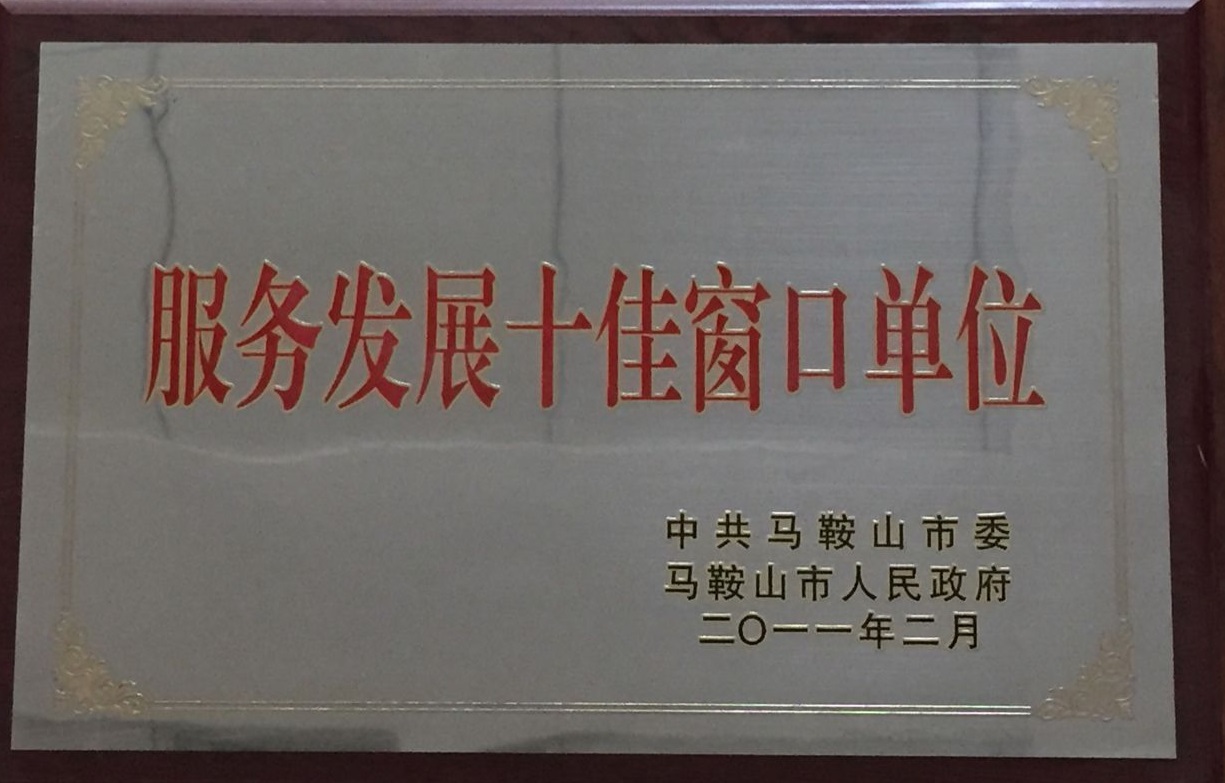 服务发展十佳窗口单位
中共马鞍山市委
马鞍山市人民政府
二〇一一年二月